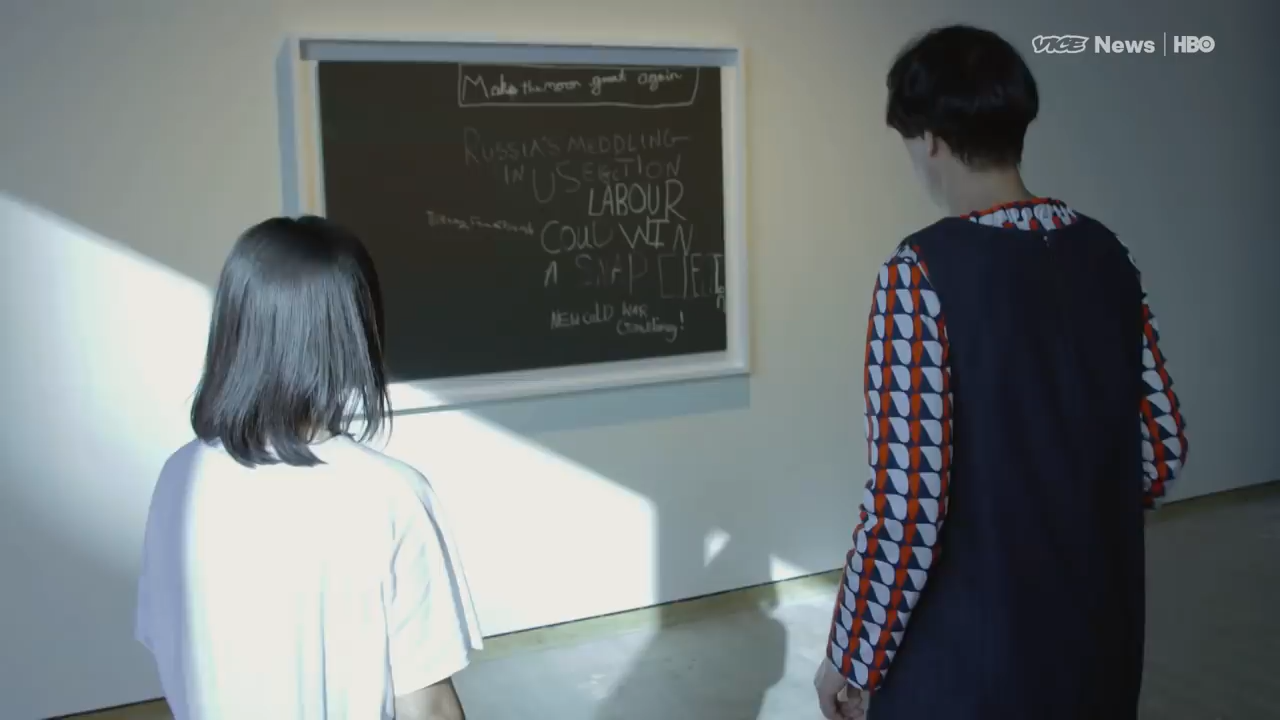 VICE News | HBO
Make the moon great again
RUSSIA'S MEDDLING
IN US ELECTION
LABOUR
COULD WIN
A SNAP
NEW COLD WAR